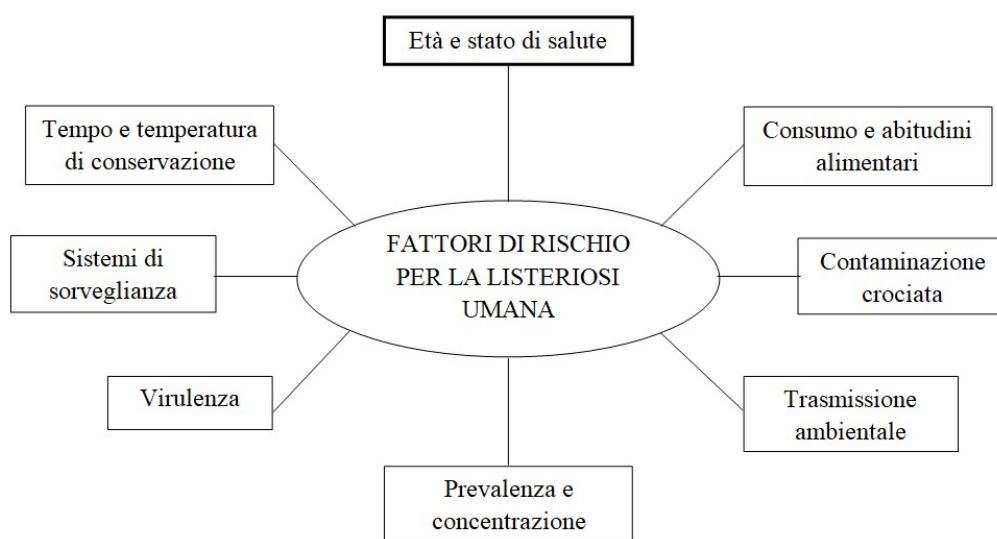 Età e stato di salute
Tempo e temperatura
di conservazione
Consumo e abitudini
alimentari
FATTORI DI RISCHIO
PER LA LISTERIOSI
UMANA
Sistemi di
sorveglianza
Contaminazione
crociata
Virulenza
Trasmissione
ambientale
Prevalenza e
concentrazione